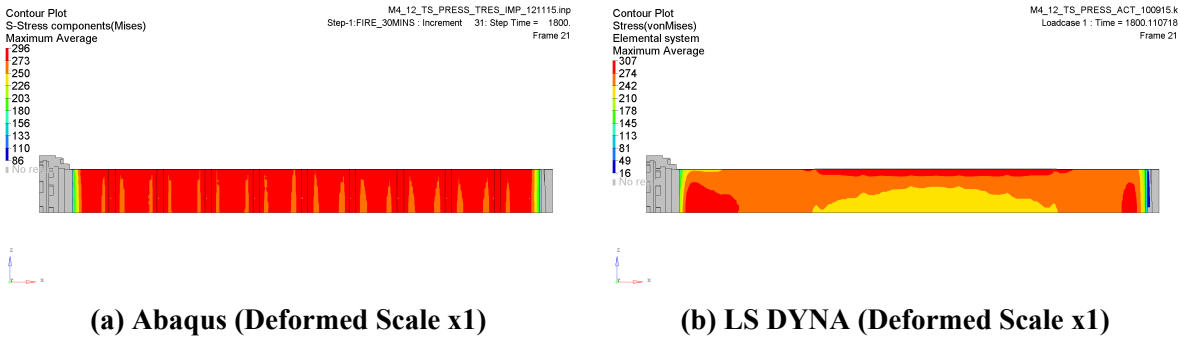 Contour Plot
S-Stress components(Mises)
Maximum Average
M4_12_TS_PRESS_TRES_IMP_121115.inp
Step-1:FIRE_30MINS : Increment 31: Step Time = 1800.
Frame 21
296
273
250
226
203
180
156
133
110
86
No re
z
Y
x
(a) Abaqus (Deformed Scale x1)
Contour Plot
Stress(vonMises)
Elemental system
Maximum Average
M4_12_TS_PRESS_ACT_100915.k
Loadcase 1 : Time = 1800.110718
Frame 21
307
274
242
210
178
145
113
81
49
16
No re
z
Y
x
(b) LS DYNA (Deformed Scale x1)